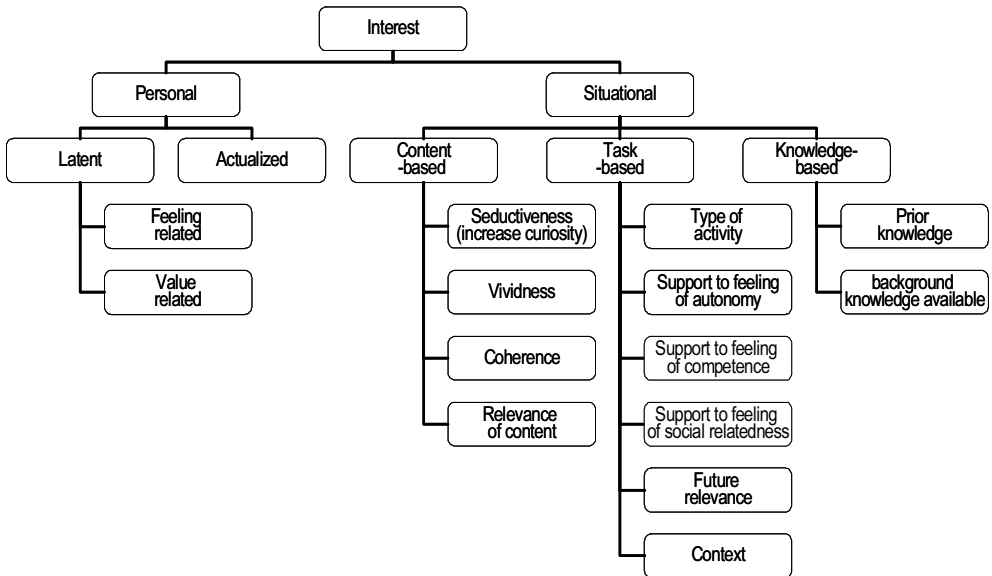 Interest
Personal
Situational
Latent
Actualized
Content
-based
Task
-based
Knowledge-
based
Feeling
related
Value
related
Seductiveness
(increase curiosity)
Vividness
Coherence
Relevance
of content
Type of
activity
Support to feeling
of autonomy
Support to feeling
of competence
Support to feeling
of social relatedness
Future
relevance
Context
Prior
knowledge
background
knowledge available